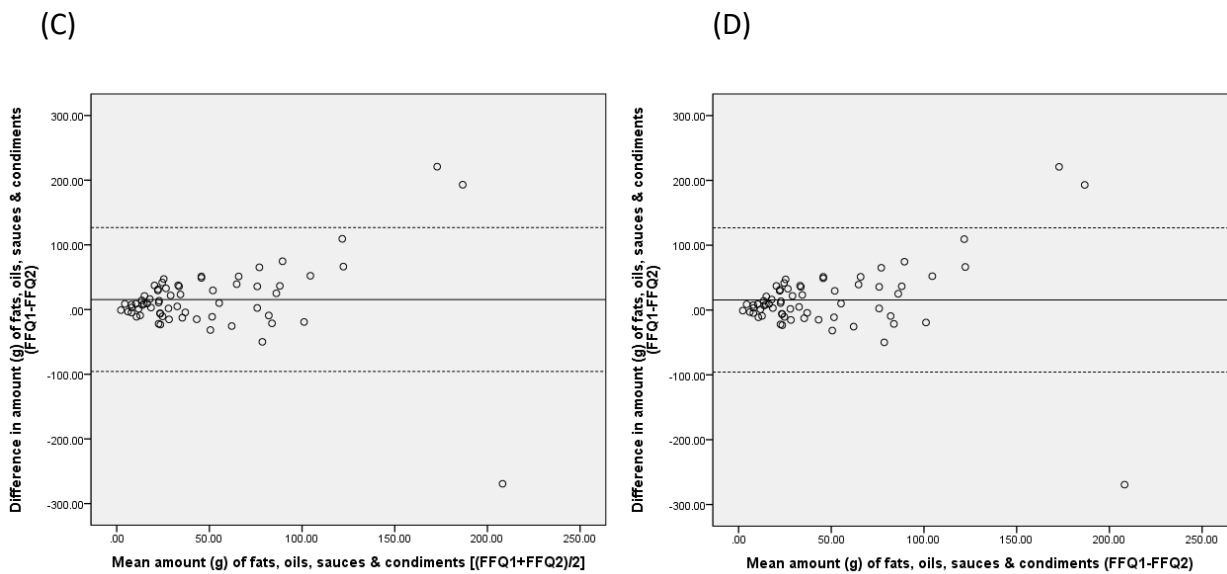 (C)
Difference in amount (g) of fats, oils, sauces & condiments
(FFQ1-FFQ2)
300.00
200.00
100.00
.00
-100.00
-200.00
-300.00
.00 50.00 100.00 150.00 200.00 250.00
Mean amount (g) of fats, oils, sauces & condiments [(FFQ1+FFQ2)/2]
(D)
Difference in amount (g) of fats, oils, sauces & condiments
(FFQ1-FFQ2)
300.00
200.00
100.00
.00
-100.00
-200.00
-300.00
.00 50.00 100.00 150.00 200.00 250.00
Mean amount (g) of fats, oils, sauces & condiments (FFQ1-FFQ2)